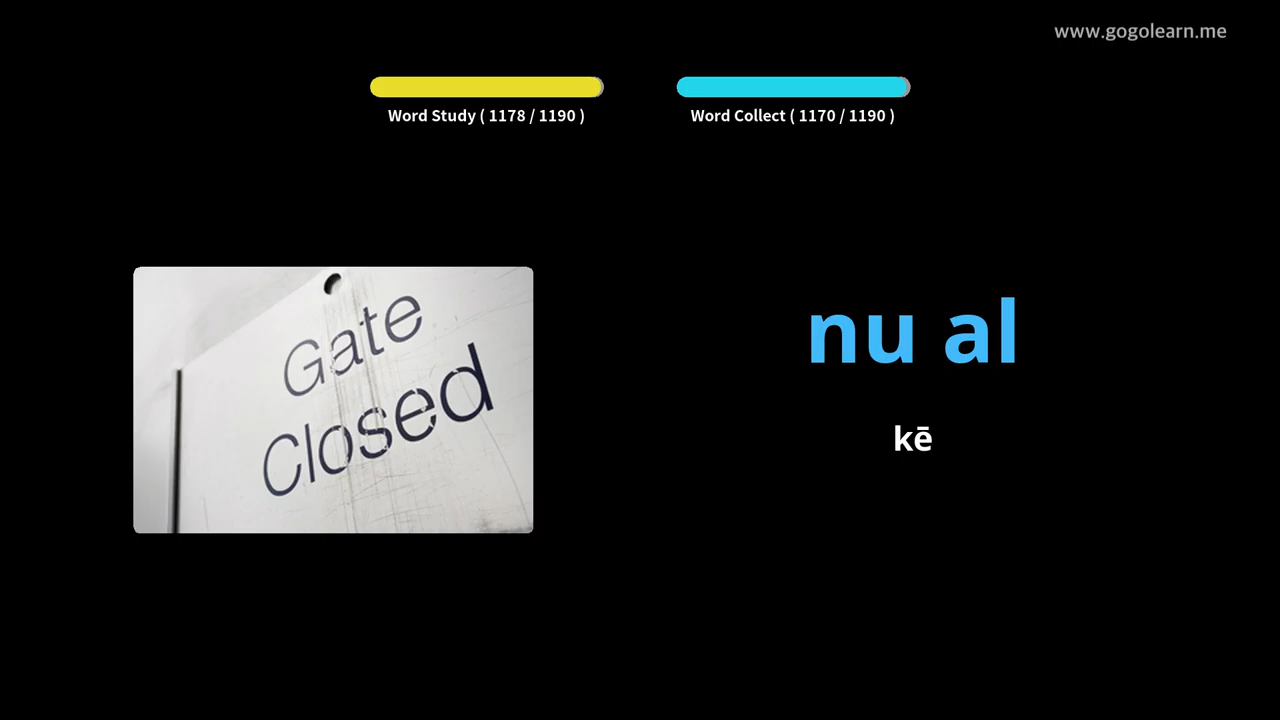 www.gogolearn.me
Word Study ( 1178 / 1190 )
Word Collect ( 1170 / 1190 )
Gate
Closed
nu al
kē